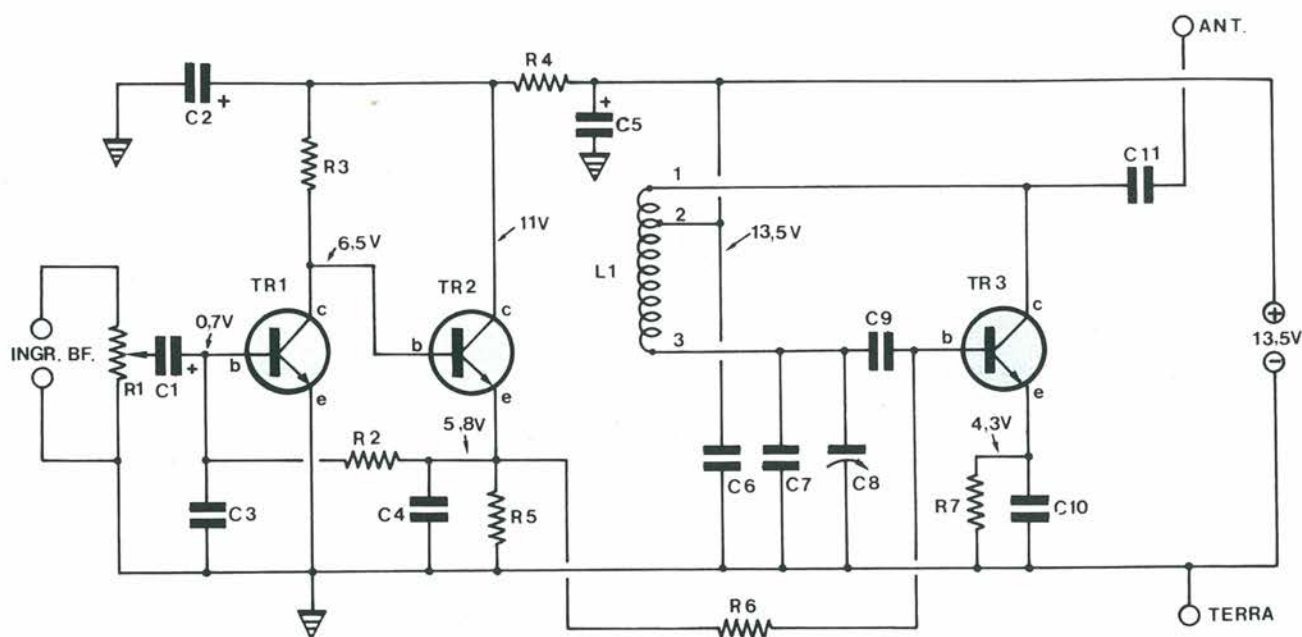 ANT.
R4
C2
+
+
C5
R3
C11
1
2
11V
13,5V
6,5V
L1
TR1
TR2
TR3
c
c
c
+
13,5V
−
0,7V
C9
3
INGR. BF.
R1
C1
+
b
b
b
e
e
e
5,8V
4,3V
R2
C6
C7
C8
C3
C4
R5
R7
C10
R6
TERRA